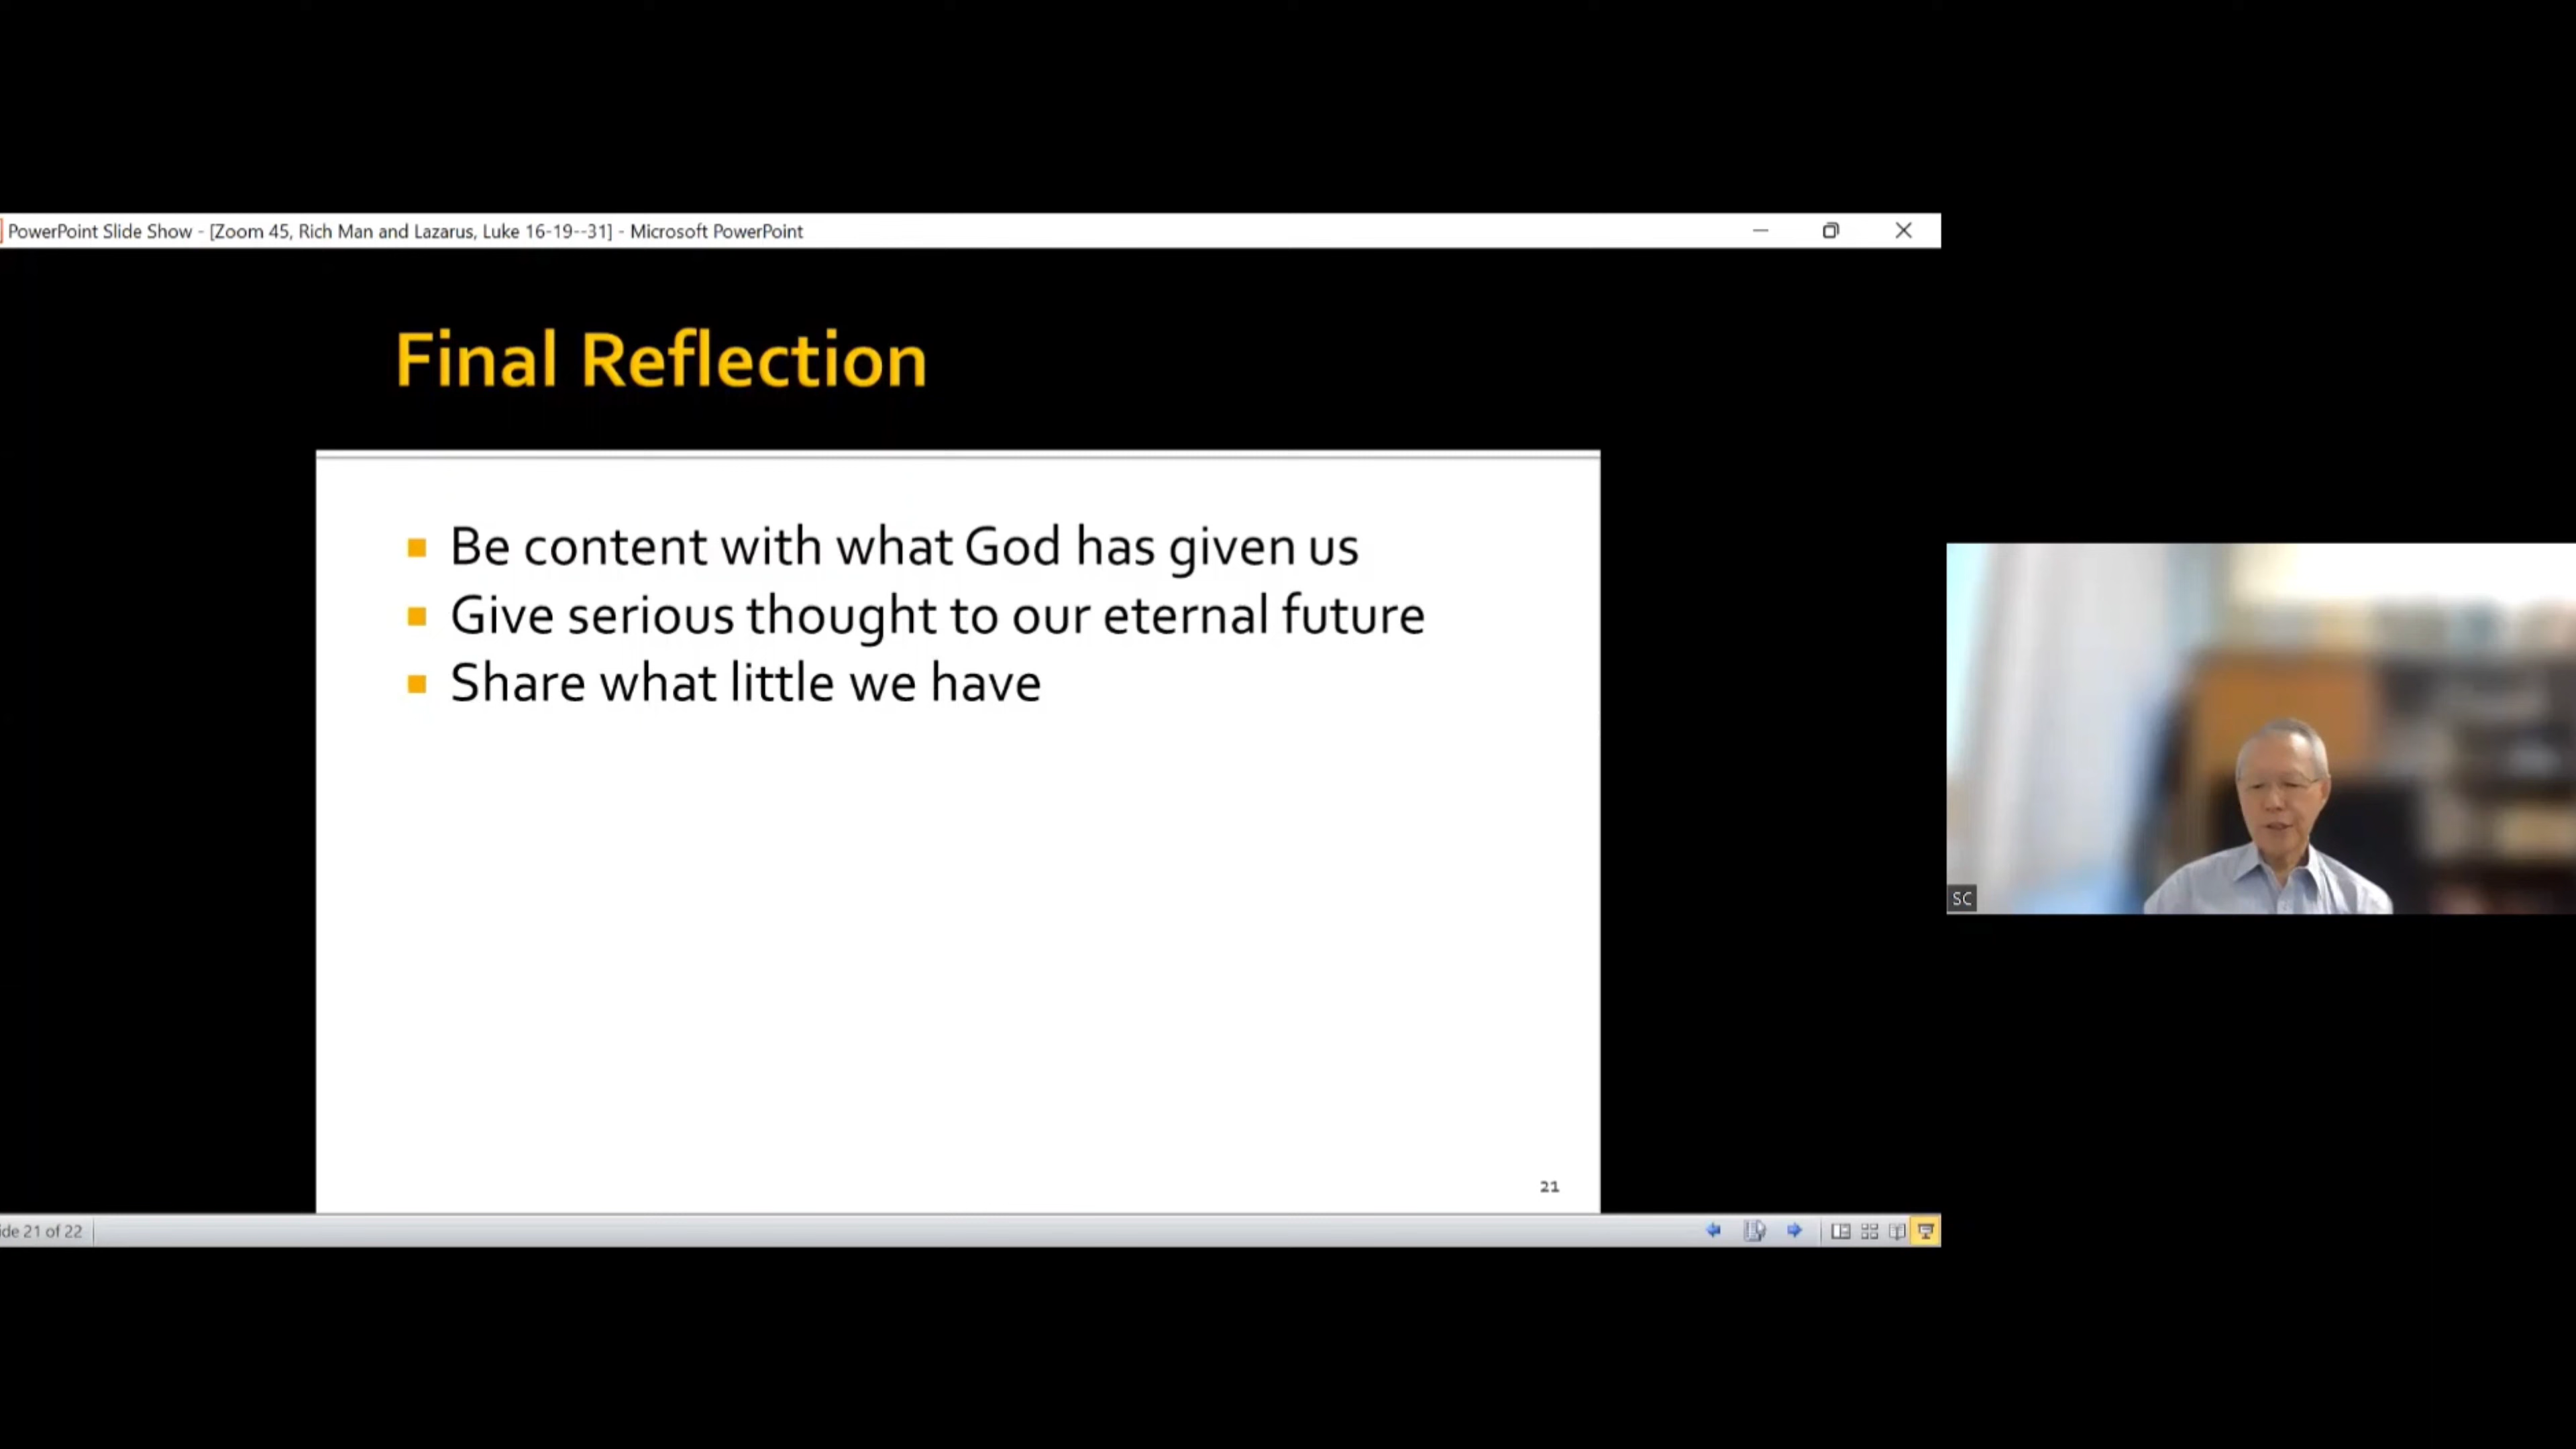 PowerPoint Slide Show - [Zoom 45, Rich Man and Lazarus, Luke 16-19--31] - Microsoft PowerPoint
Final Reflection
Be content with what God has given us
Give serious thought to our eternal future
Share what little we have
SC
21
ide 21 of 22